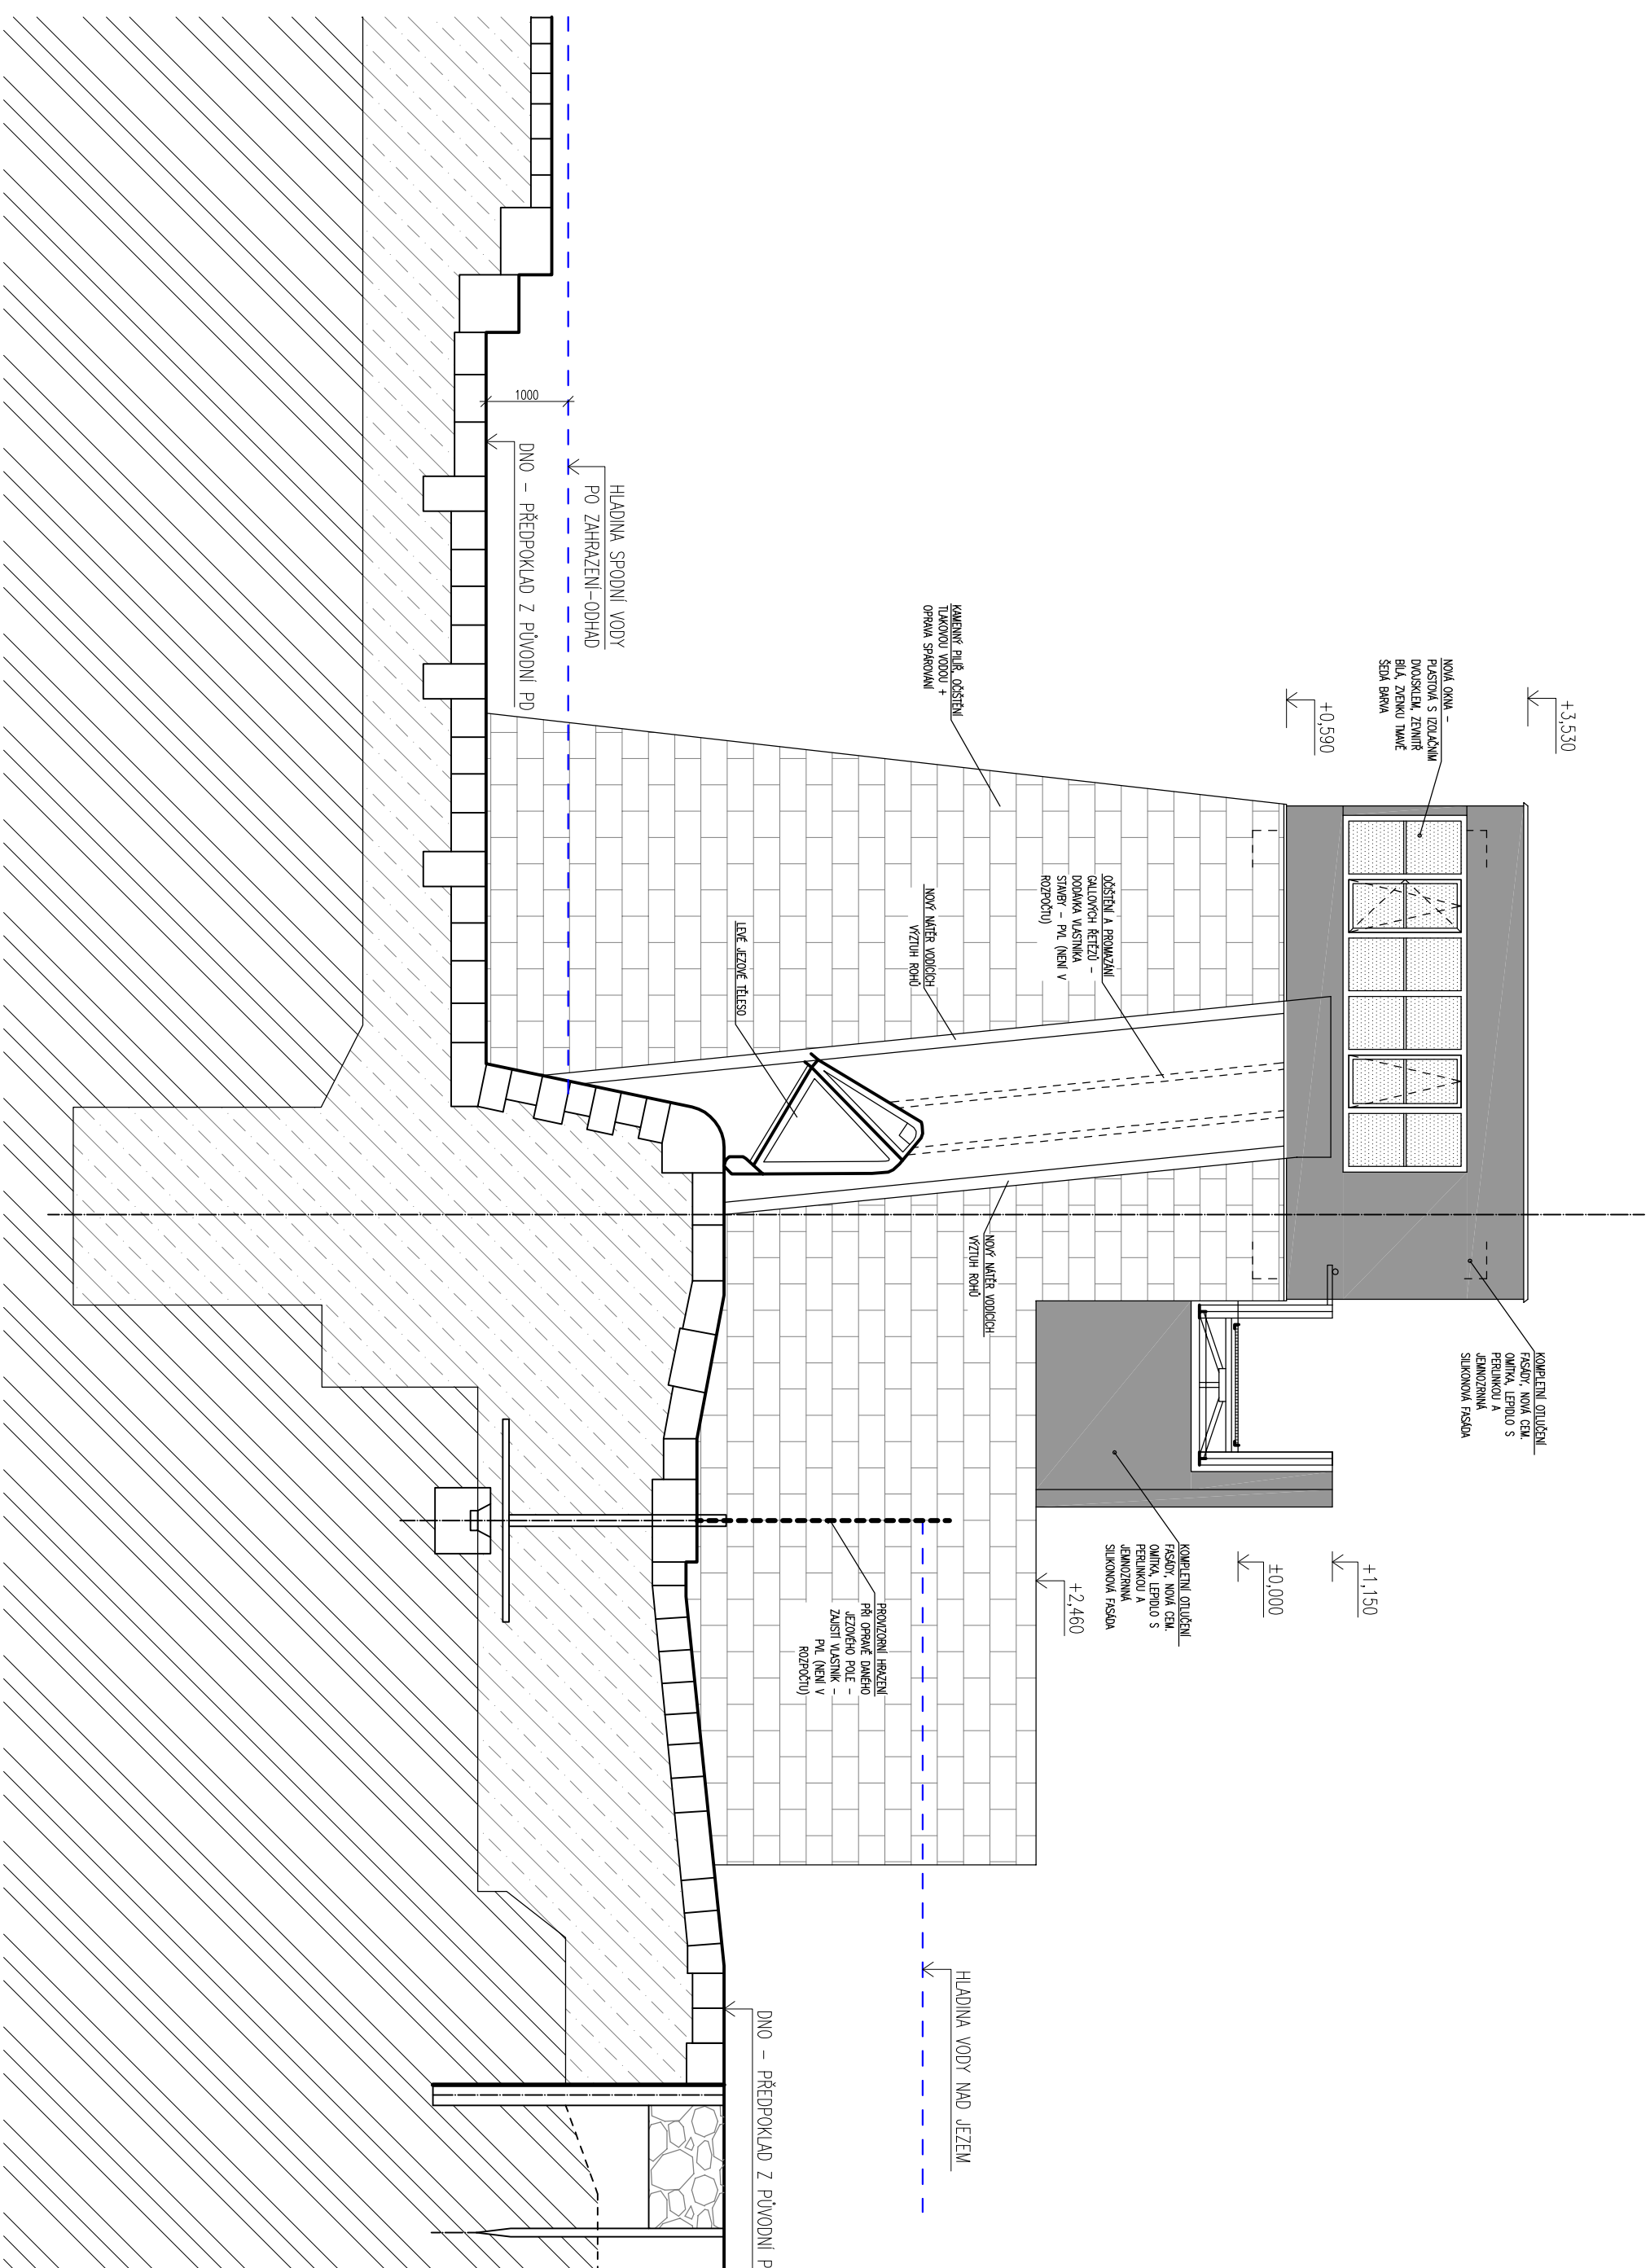 +3,530
+0,590
NOVÁ OKNA –
PLASTOVÁ S IZOLAČNÍM
DVOJSKLEM, ZEVNITŘ
BÍLÁ, ZVENKU TMAVĚ
ŠEDÁ BARVA
KOMPLETNÍ OTLUČENÍ
FASÁDY, NOVÁ CEM.
OMÍTKA, LEPIDLO S
PERLINKOU A
JEMNOZRNNÁ
SILIKONOVÁ FASÁDA
+1,150
±0,000
+2,460
KOMPLETNÍ OTLUČENÍ
FASÁDY, NOVÁ CEM.
OMÍTKA, LEPIDLO S
PERLINKOU A
JEMNOZRNNÁ
SILIKONOVÁ FASÁDA
OČIŠTĚNÍ A PROMAZÁNÍ
GALLOVÝCH ŘETĚZŮ –
DODÁVKA VLASTNÍKA
STAVBY – PVL (NENÍ V
ROZPOČTU)
KAMENNÝ PILÍŘ, OČIŠTĚNÍ
TLAKOVOU VODOU +
OPRAVA SPÁROVÁNÍ
NOVÝ NÁTĚR VODÍCÍCH
VÝZTUH ROHŮ
NOVÝ NÁTĚR VODÍCÍCH
VÝZTUH ROHŮ
LEVÉ JEZOVÉ TĚLESO
PROVIZORNÍ HRAZENÍ
PŘI OPRAVĚ DANÉHO
JEZOVÉHO POLE –
ZAJISTÍ VLASTNÍK –
PVL (NENÍ V
ROZPOČTU)
HLADINA VODY NAD JEZEM
HLADINA SPODNÍ VODY
PO ZAHRAZENÍ–ODHAD
1000
DNO – PŘEDPOKLAD Z PŮVODNÍ PD
DNO – PŘEDPOKLAD Z PŮVODNÍ P